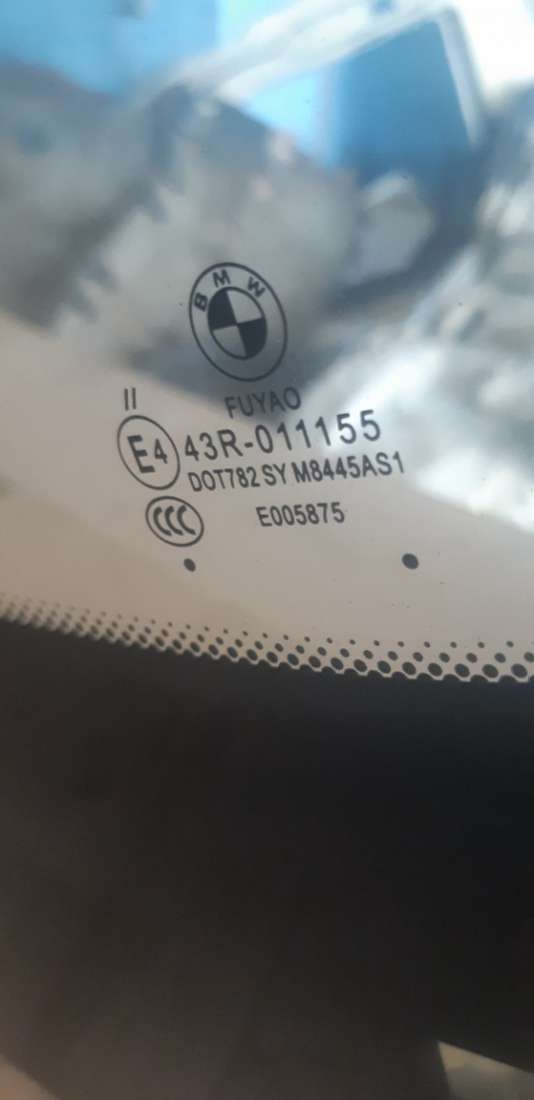 BMW
II
FUYAO
E4 43R-011155
DOT782 SY M8445AS1
CCC E005875